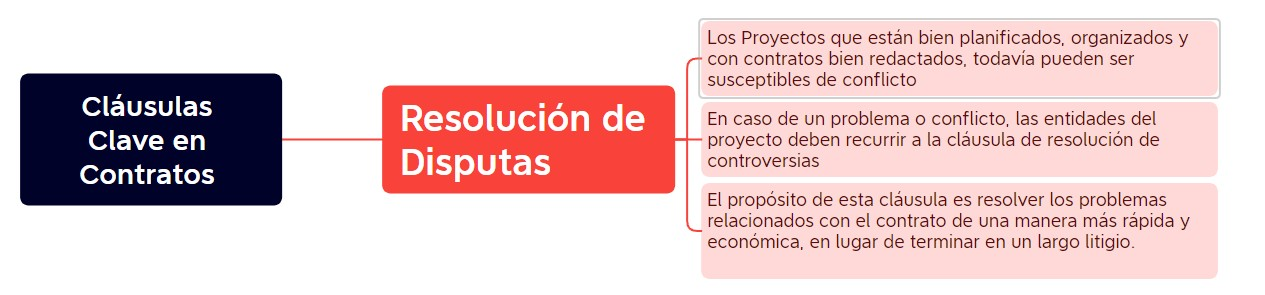 Cláusulas
Clave en
Contratos
Resolución de
Disputas
Los Proyectos que están bien planificados, organizados y
con contratos bien redactados, todavía pueden ser
susceptibles de conflicto
En caso de un problema o conflicto, las entidades del
proyecto deben recurrir a la cláusula de resolución de
controversias
El propósito de esta cláusula es resolver los problemas
relacionados con el contrato de una manera más rápida y
económica, en lugar de terminar en un largo litigio.